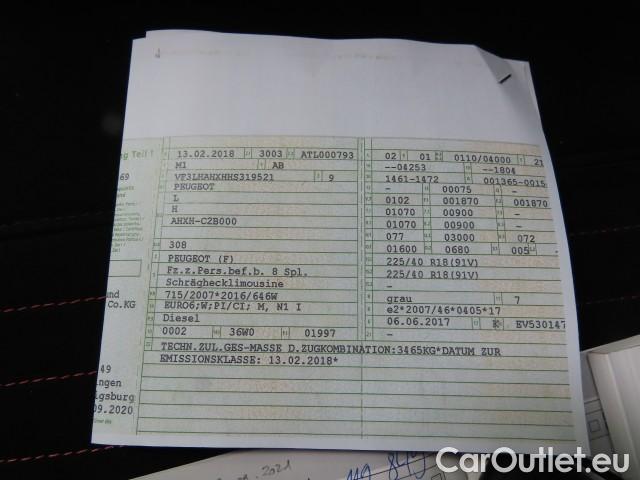 ng Teil 1 13.02.2018 3003 ATL000793 02 01 0110/04000 21
M1 AB --04253 --1804
69 VF3LHAHXHHS319521 9 1461-1472 001365-0015
PEUGEOT - 00075 -
L 0102 001870 001870
H 01070 00900 -
AHXH-C2B000 01070 00900 -
077 03000 072
308 01600 0680 005 -
PEUGEOT (F) 225/40 R18(91V)
Fz.z.Pers.bef.b. 8 Spl. 225/40 R18(91V)
Schräghecklimousine -
und 715/2007*2016/646W grau 7
Co.KG EURO6;W;PI/CI; M, N1 I e2*2007/46*0405*17
Diesel 06.06.2017 K EV530147
0002 36W0 01997 -
TECHN.ZUL.GES-MASSE D.ZUGKOMBINATION:3465KG*DATUM ZUR
49 EMISSIONSKLASSE: 13.02.2018*
ngen
igsburg
09.2020
2021
CarOutlet.eu